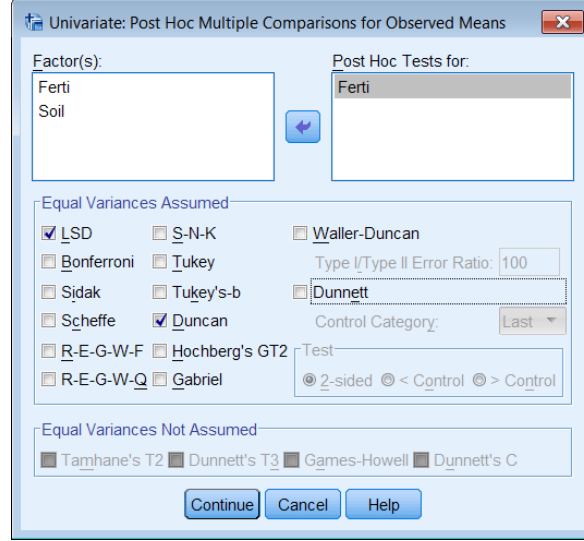 Univariate: Post Hoc Multiple Comparisons for Observed Means
Factor(s):
Ferti
Soil
Post Hoc Tests for:
Ferti
Equal Variances Assumed
LSD S-N-K Waller-Duncan
Bonferroni Tukey Type I/Type II Error Ratio: 100
Sidak Tukey's-b Dunnett
Scheffe Duncan Control Category: Last
R-E-G-W-F Hochberg's GT2 Test
R-E-G-W-Q Gabriel 2-sided < Control > Control
Equal Variances Not Assumed
Tamhane's T2 Dunnett's T3 Games-Howell Dunnett's C
Continue Cancel Help